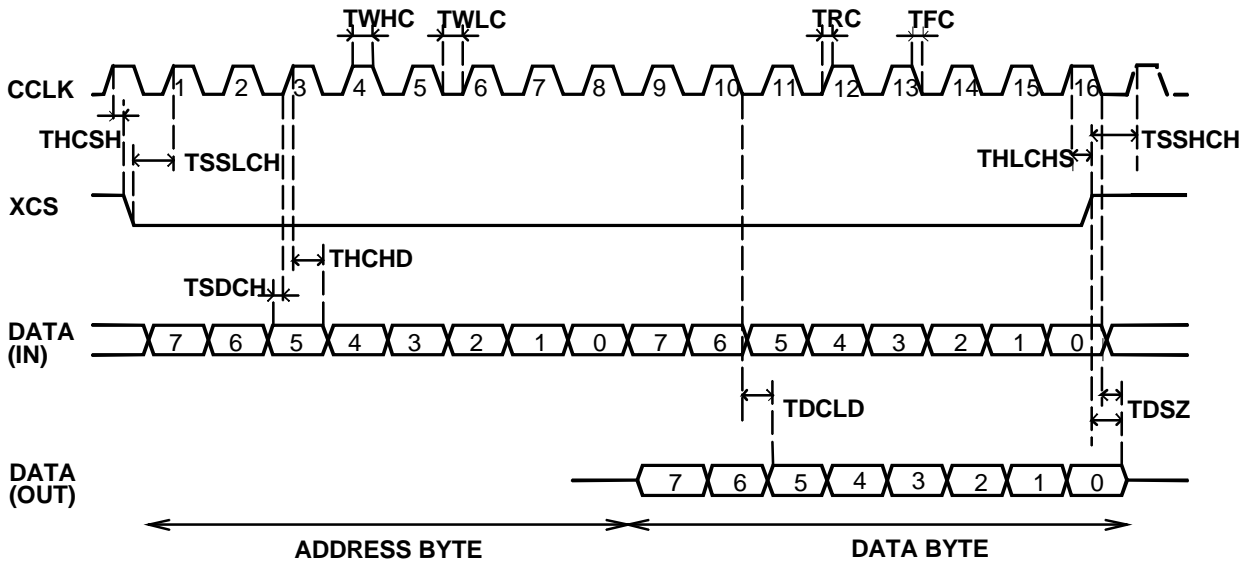 TWHC TWLC TRC TFC
CCLK 1 2 3 4 5 6 7 8 9 10 11 12 13 14 15 16
THCSH TSSLCH THLCHS TSSHCH
XCS
THCHD
TSDCH
DATA
(IN) 7 6 5 4 3 2 1 0 7 6 5 4 3 2 1 0
TDCLD TDSZ
DATA
(OUT) 7 6 5 4 3 2 1 0
ADDRESS BYTE DATA BYTE